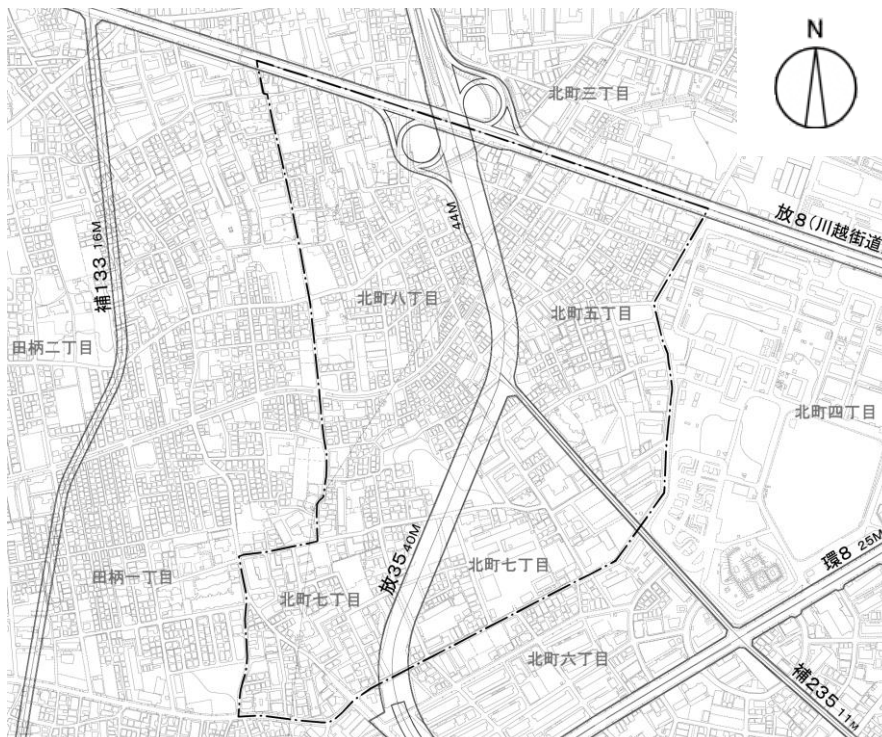 N
北町三丁目
放8(川越街道
44M
補133 16M
北町八丁目
北町五丁目
田柄二丁目
北町四丁目
放35 40M
環8 25M
田柄一丁目
北町七丁目
北町七丁目
北町六丁目
補235 11M